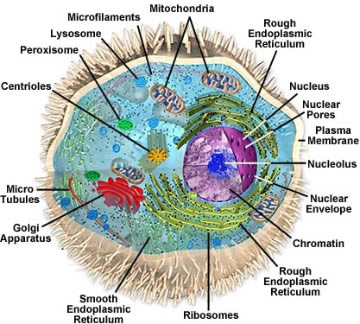 Mitochondria
Microfilaments
Lysosome
Peroxisome
Centrioles
Rough
Endoplasmic
Reticulum
Nucleus
Nuclear
Pores
Plasma
Membrane
Nucleolus
Nuclear
Envelope
Chromatin
Rough
Endoplasmic
Reticulum
Ribosomes
Smooth
Endoplasmic
Reticulum
Golgi
Apparatus
Micro
Tubules